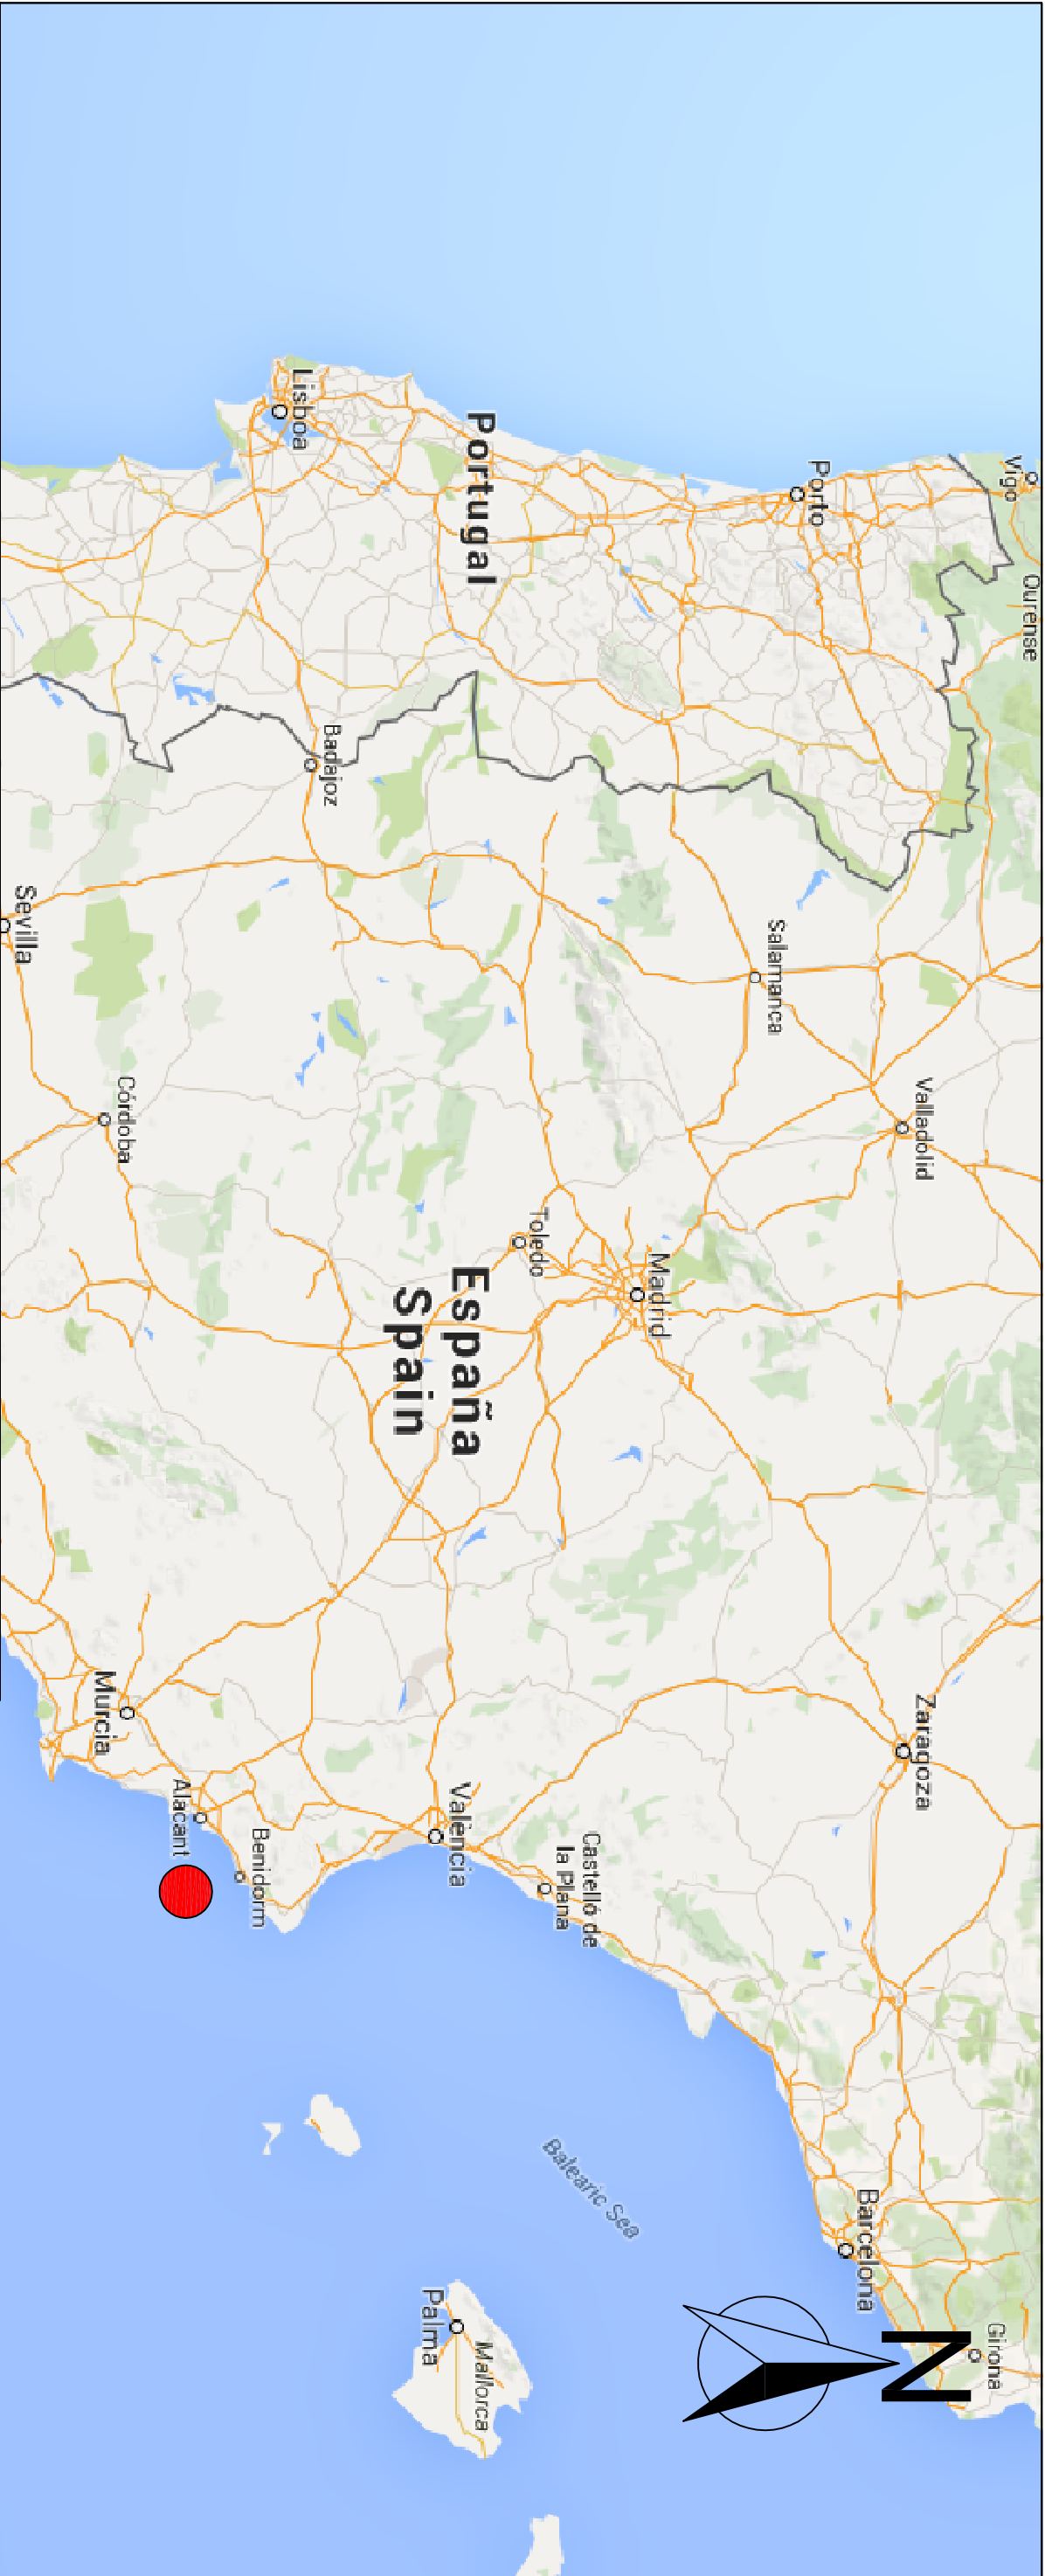 Vigo
Ourense
Girona
N
Porto
Valladolid
Zaragoza
Barcelona
Salamanca
Portugal
Madrid
Castelló de
la Plana
Balearic Sea
Toledo
España
Spain
València
Mallorca
Palma
Lisboa
Badajoz
Benidorm
Alacant
Córdoba
Murcia
Sevilla